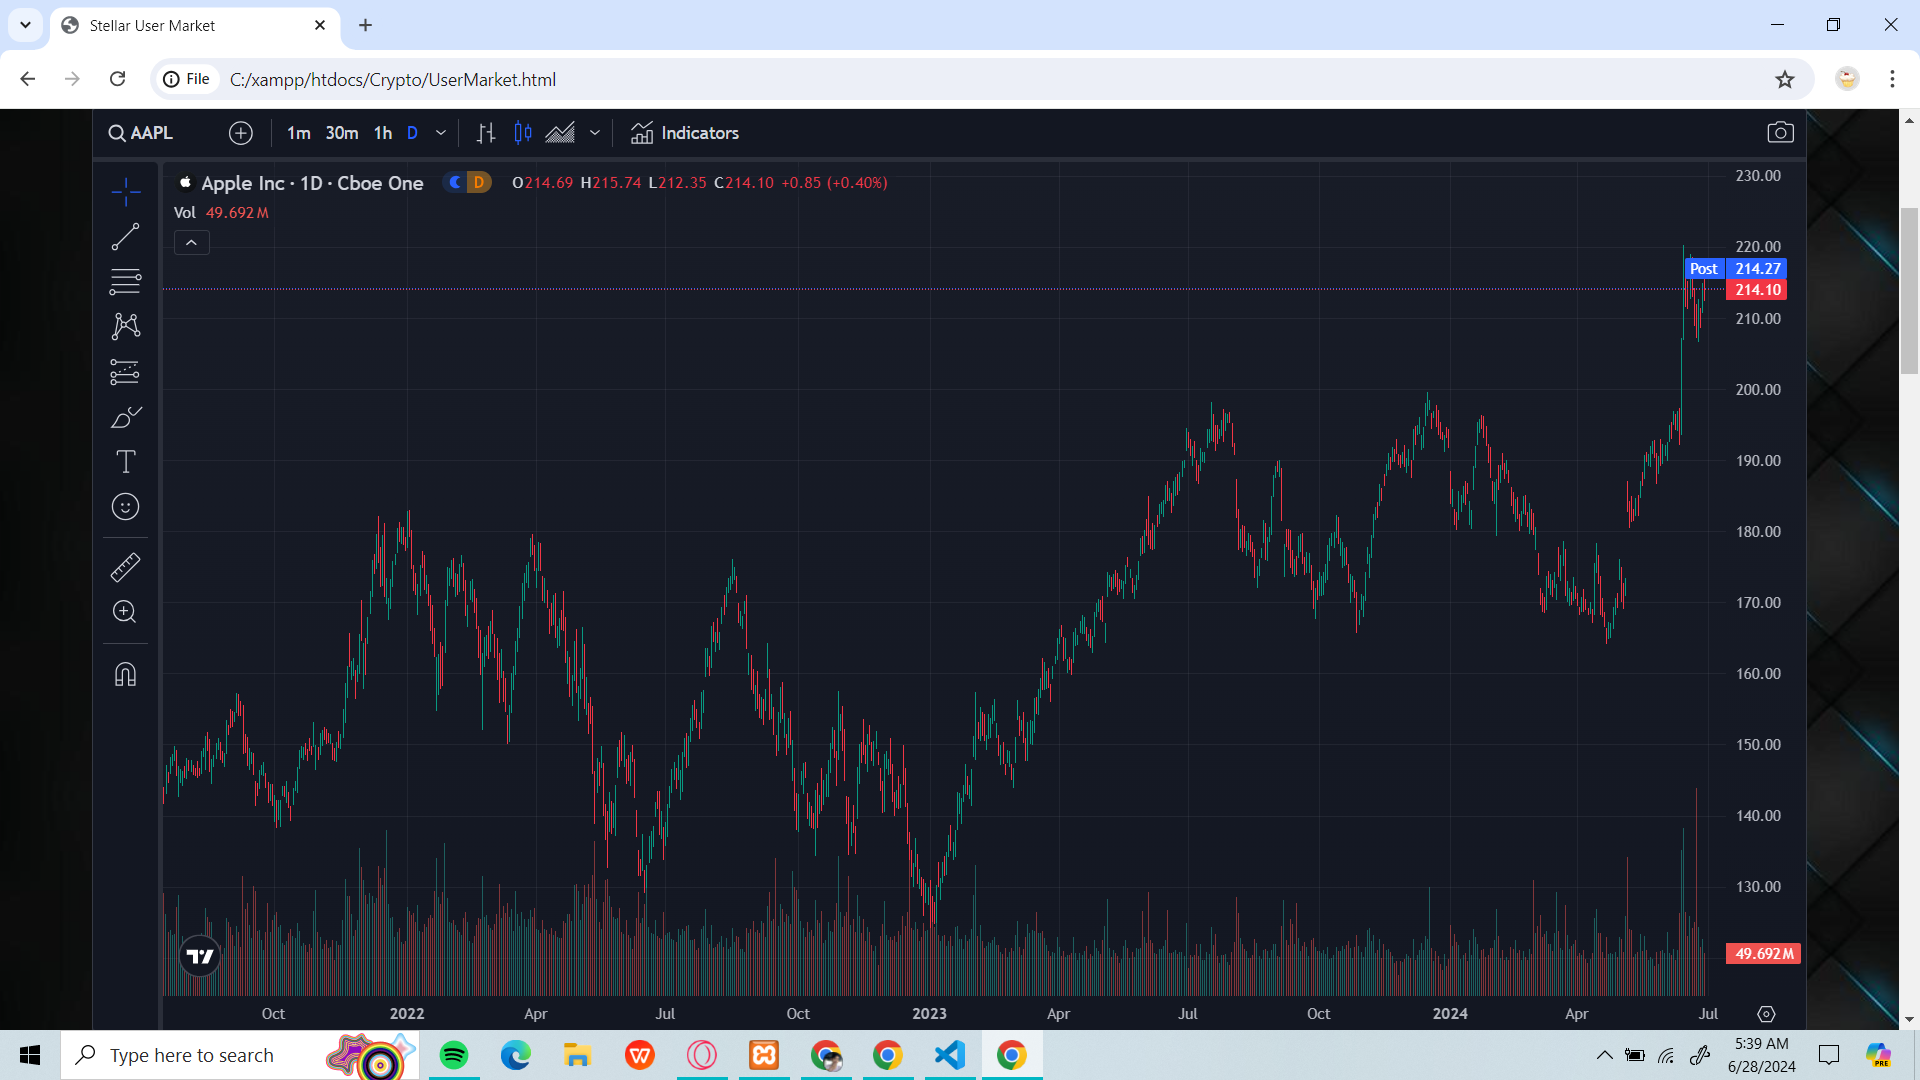 Stellar User Market
File
C:/xampp/htdocs/Crypto/UserMarket.html
AAPL 1m 30m 1h D Indicators
Apple Inc · 1D · Cboe One D O214.69 H215.74 L212.35 C214.10 +0.85 (+0.40%)
Vol 49.692M
230.00
220.00
Post 214.27
214.10
210.00
200.00
190.00
180.00
170.00
160.00
150.00
140.00
130.00
49.692M
Oct 2022 Apr Jul Oct 2023 Apr Jul Oct 2024 Apr Jul
Type here to search
5:39 AM
6/28/2024
PRE